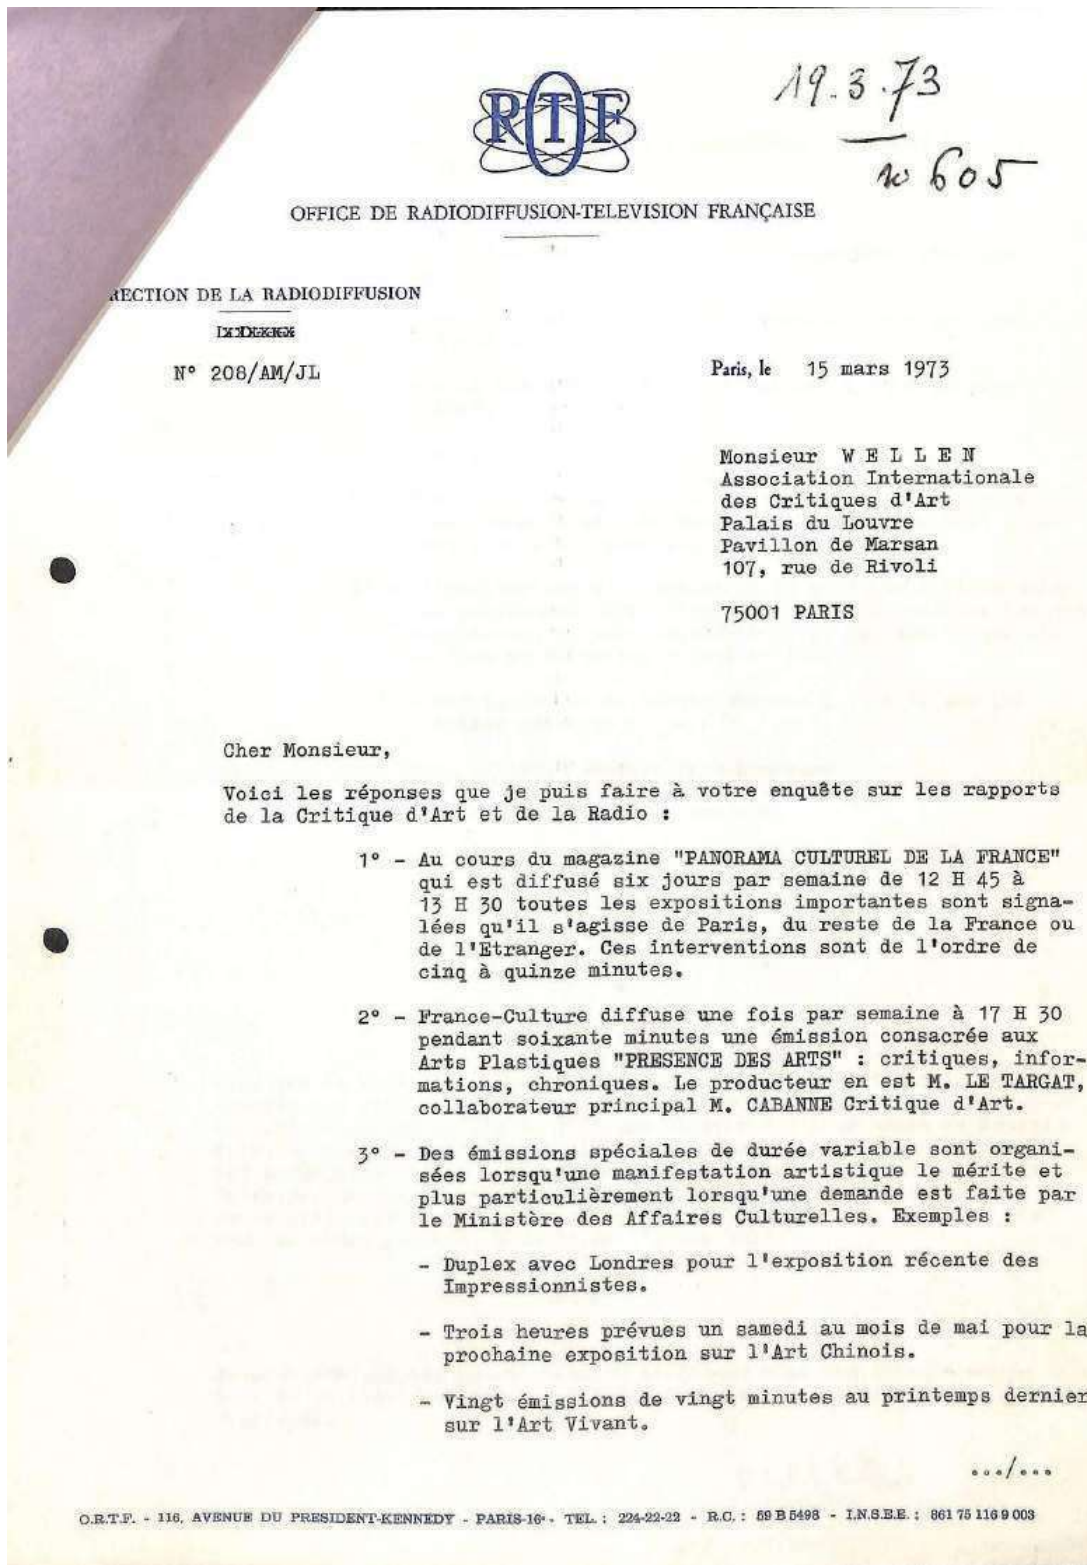 19.3.73
605
ORTF
OFFICE DE RADIODIFFUSION-TELEVISION FRANÇAISE
RECTION DE LA RADIODIFFUSION
N° 208/AM/JL
Paris, le 15 mars 1973
Monsieur W E L L E N
Association Internationale
des Critiques d'Art
Palais du Louvre
Pavillon de Marsan
107, rue de Rivoli
75001 PARIS
Cher Monsieur,
Voici les réponses que je puis faire à votre enquête sur les rapports
de la Critique d'Art et de la Radio :
1° - Au cours du magazine "PANORAMA CULTUREL DE LA FRANCE"
qui est diffusé six jours par semaine de 12 H 45 à
13 H 30 toutes les expositions importantes sont signa-
lées qu'il s'agisse de Paris, du reste de la France ou
de l'Etranger. Ces interventions sont de l'ordre de
cinq à quinze minutes.
2° - France-Culture diffuse une fois par semaine à 17 H 30
pendant soixante minutes une émission consacrée aux
Arts Plastiques "PRESENCE DES ARTS" : critiques, infor-
mations, chroniques. Le producteur en est M. LE TARGAT,
collaborateur principal M. CABANNE Critique d'Art.
3° - Des émissions spéciales de durée variable sont organi-
sées lorsqu'une manifestation artistique le mérite et
plus particulièrement lorsqu'une demande est faite par
le Ministère des Affaires Culturelles. Exemples :
- Duplex avec Londres pour l'exposition récente des
Impressionnistes.
- Trois heures prévues un samedi au mois de mai pour la
prochaine exposition sur l'Art Chinois.
- Vingt émissions de vingt minutes au printemps dernier
sur l'Art Vivant.
.../...
O.R.T.F. - 116, AVENUE DU PRESIDENT-KENNEDY - PARIS-16e - TEL. : 224-22-22 - R.C. : 59 B 5498 - I.N.S.E.E. : 861 75 116 9 003